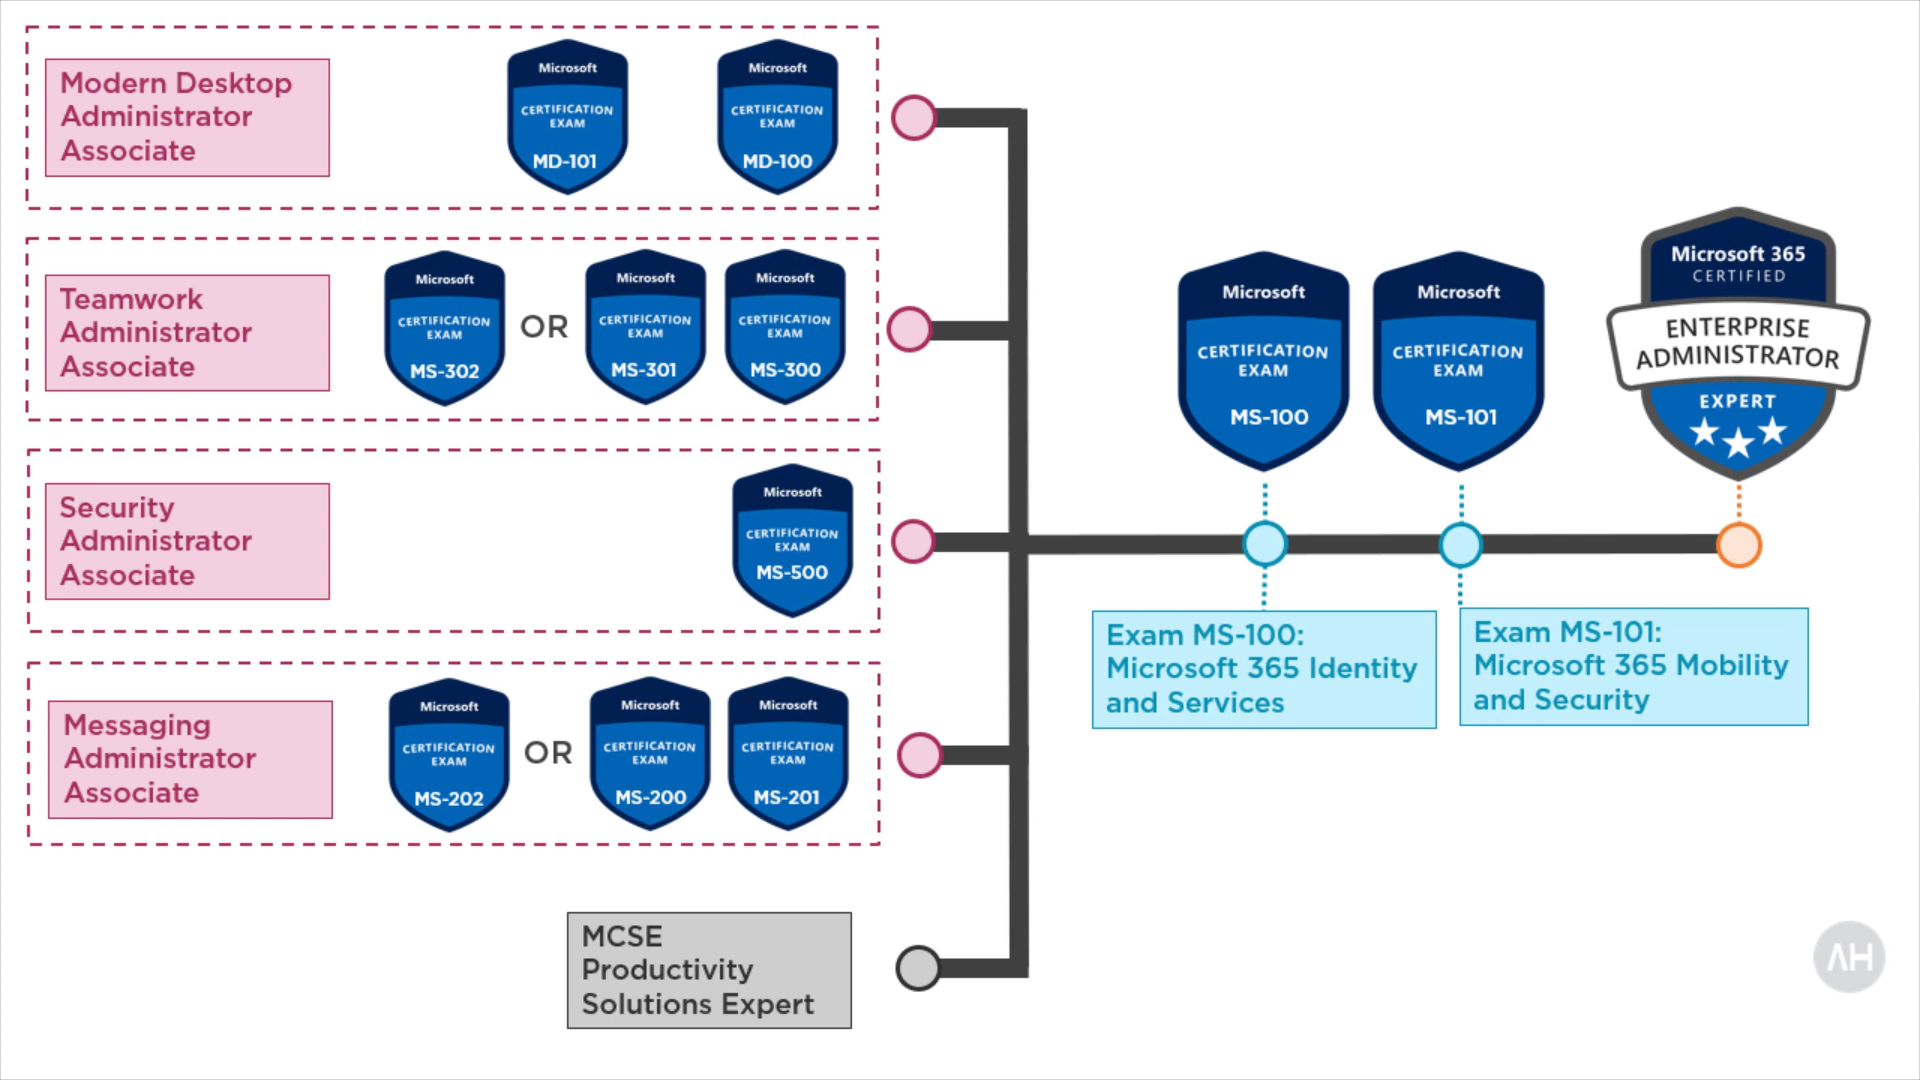 Modern Desktop
Administrator
Associate
Microsoft
CERTIFICATION
EXAM
MD-101
Microsoft
CERTIFICATION
EXAM
MD-100
Teamwork
Administrator
Associate
Microsoft
CERTIFICATION
EXAM
MS-302
OR
Microsoft
CERTIFICATION
EXAM
MS-301
Microsoft
CERTIFICATION
EXAM
MS-300
Security
Administrator
Associate
Microsoft
CERTIFICATION
EXAM
MS-500
Messaging
Administrator
Associate
Microsoft
CERTIFICATION
EXAM
MS-202
OR
Microsoft
CERTIFICATION
EXAM
MS-200
Microsoft
CERTIFICATION
EXAM
MS-201
MCSE
Productivity
Solutions Expert
Microsoft
CERTIFICATION
EXAM
MS-100
Microsoft
CERTIFICATION
EXAM
MS-101
Microsoft 365
CERTIFIED
ENTERPRISE
ADMINISTRATOR
EXPERT
Exam MS-100:
Microsoft 365 Identity
and Services
Exam MS-101:
Microsoft 365 Mobility
and Security
AH